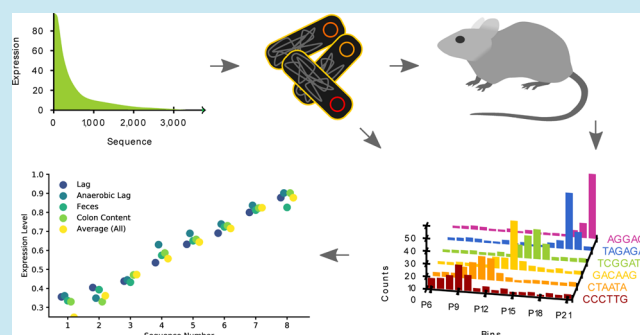 Expression
80
60
40
20
0
0 1,000 2,000 3,000
Sequence
Expression Level
1.0
0.9
0.8
0.7
0.6
0.5
0.4
0.3
Lag
Anaerobic Lag
Feces
Colon Content
Average (All)
1 2 3 4 5 6 7 8
Sequence Number
Counts
50
40
30
20
10
0
P6 P9 P12 P15 P18 P21
Bins
AGGAC
TAGAGA
TCGGAT
GACAAG
CTAATA
CCCTTG